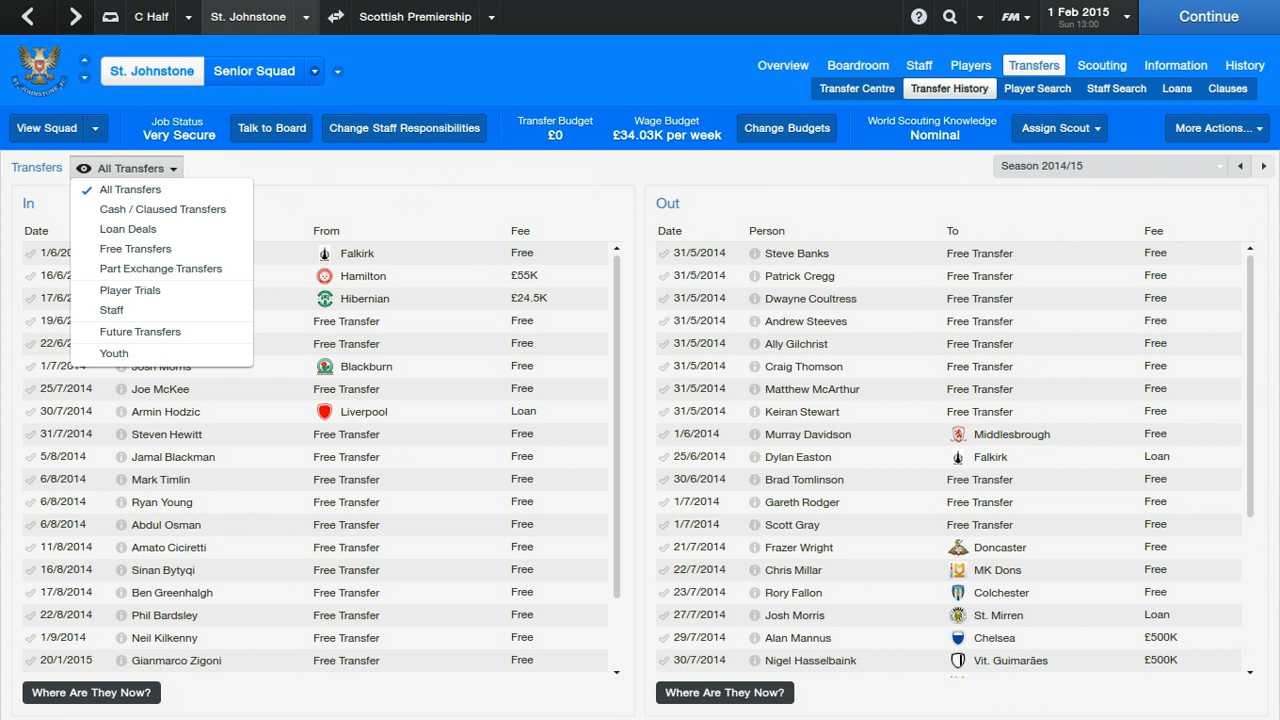 C Half St. Johnstone Scottish Premiership FM 1 Feb 2015 Sun 13:00 Continue
St. Johnstone Senior Squad
Overview Boardroom Staff Players Transfers Scouting Information History
Transfer Centre Transfer History Player Search Staff Search Loans Clauses
View Squad Job Status Very Secure Talk to Board Change Staff Responsibilities Transfer Budget £0 Wage Budget £34.03K per week Change Budgets World Scouting Knowledge Nominal Assign Scout More Actions...
Transfers All Transfers Season 2014/15
All Transfers
Cash / Claused Transfers
Loan Deals
Free Transfers
Part Exchange Transfers
Player Trials
Staff
Future Transfers
Youth
In
Date From Fee
1/6/20 Falkirk Free
16/6/2 Hamilton £55K
17/6/2 Hibernian £24.5K
19/6/2 Free Transfer Free
22/6/2 Free Transfer Free
1/7/2014 Josh Morris Blackburn Free
25/7/2014 Joe McKee Free Transfer Free
30/7/2014 Armin Hodzic Liverpool Loan
31/7/2014 Steven Hewitt Free Transfer Free
5/8/2014 Jamal Blackman Free Transfer Free
6/8/2014 Mark Timlin Free Transfer Free
6/8/2014 Ryan Young Free Transfer Free
6/8/2014 Abdul Osman Free Transfer Free
11/8/2014 Amato Ciciretti Free Transfer Free
16/8/2014 Sinan Bytyqi Free Transfer Free
17/8/2014 Ben Greenhalgh Free Transfer Free
22/8/2014 Phil Bardsley Free Transfer Free
1/9/2014 Neil Kilkenny Free Transfer Free
20/1/2015 Gianmarco Zigoni Free Transfer Free
Where Are They Now?
Out
Date Person To Fee
31/5/2014 Steve Banks Free Transfer Free
31/5/2014 Patrick Cregg Free Transfer Free
31/5/2014 Dwayne Coultress Free Transfer Free
31/5/2014 Andrew Steeves Free Transfer Free
31/5/2014 Ally Gilchrist Free Transfer Free
31/5/2014 Craig Thomson Free Transfer Free
31/5/2014 Matthew McArthur Free Transfer Free
31/5/2014 Keiran Stewart Free Transfer Free
1/6/2014 Murray Davidson Middlesbrough Free
25/6/2014 Dylan Easton Falkirk Loan
30/6/2014 Brad Tomlinson Free Transfer Free
1/7/2014 Gareth Rodger Free Transfer Free
1/7/2014 Scott Gray Free Transfer Free
21/7/2014 Frazer Wright Doncaster Free
22/7/2014 Chris Millar MK Dons Free
23/7/2014 Rory Fallon Colchester Free
27/7/2014 Josh Morris St. Mirren Loan
29/7/2014 Alan Mannus Chelsea £500K
30/7/2014 Nigel Hasselbaink Vit. Guimarães £500K
Where Are They Now?